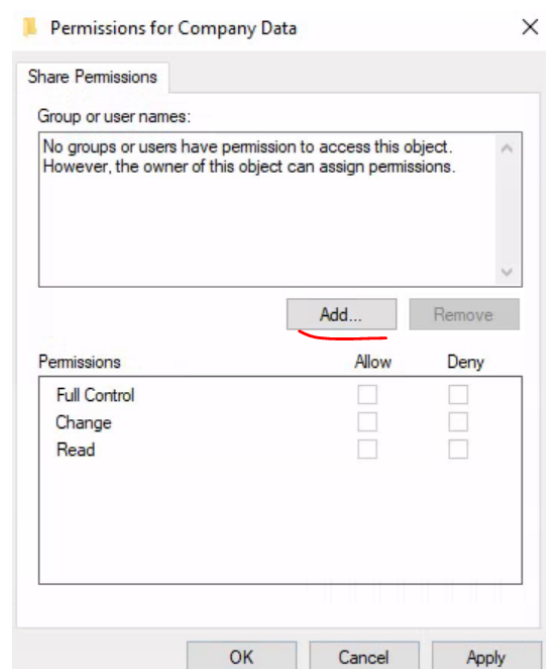 Permissions for Company Data
Share Permissions
Group or user names:
No groups or users have permission to access this object.
However, the owner of this object can assign permissions.
Add...
Remove
Permissions Allow Deny
Full Control
Change
Read
OK Cancel Apply